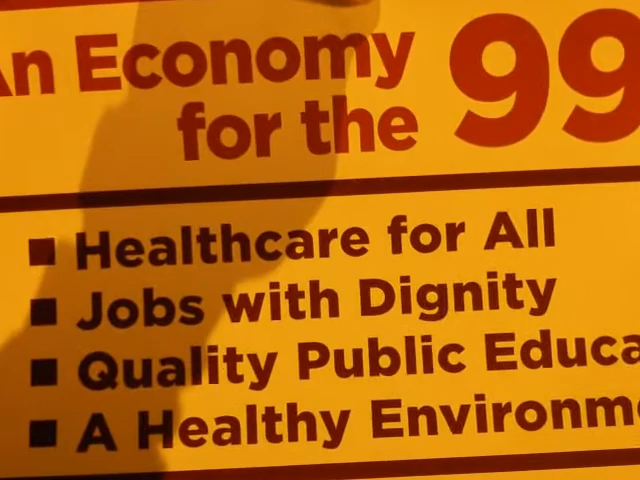 An Economy
for the 99
■ Healthcare for All
■ Jobs with Dignity
■ Quality Public Educa
■ A Healthy Environm